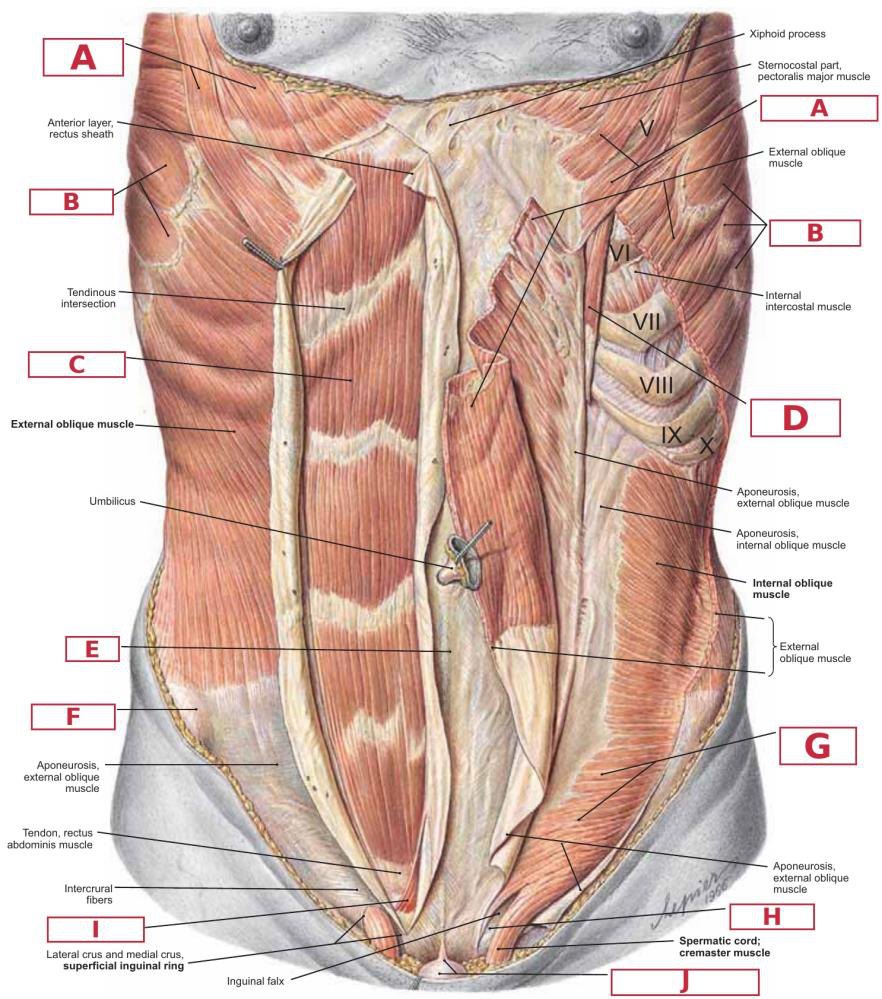 A
Xiphoid process
Sternocostal part,
pectoralis major muscle
A
Anterior layer,
rectus sheath
V
External oblique
muscle
B
B
VI
Tendinous
intersection
Internal
intercostal muscle
VII
C
VIII
D
External oblique muscle
IX
X
Umbilicus
Aponeurosis,
external oblique muscle
Aponeurosis,
internal oblique muscle
Internal oblique
muscle
E
External
oblique muscle
F
G
Aponeurosis,
external oblique
muscle
Tendon, rectus
abdominis muscle
Aponeurosis,
external oblique
muscle
Intercrural
fibers
Lepier
1956
H
I
Lateral crus and medial crus,
superficial inguinal ring
Spermatic cord;
cremaster muscle
Inguinal falx
J